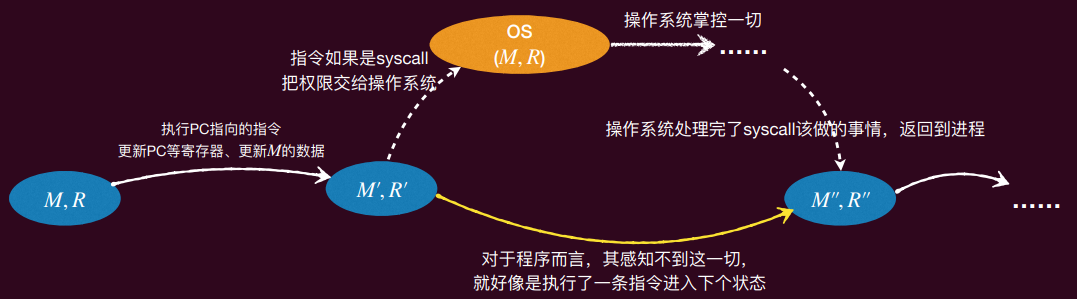 操作系统掌控一切
OS
(M, R)
......
指令如果是syscall
把权限交给操作系统
执行PC指向的指令
更新PC等寄存器、更新M的数据
操作系统处理完了syscall该做的事情，返回到进程
M, R
M′, R′
M″, R″
......
对于程序而言，其感知不到这一切，
就好像是执行了一条指令进入下个状态